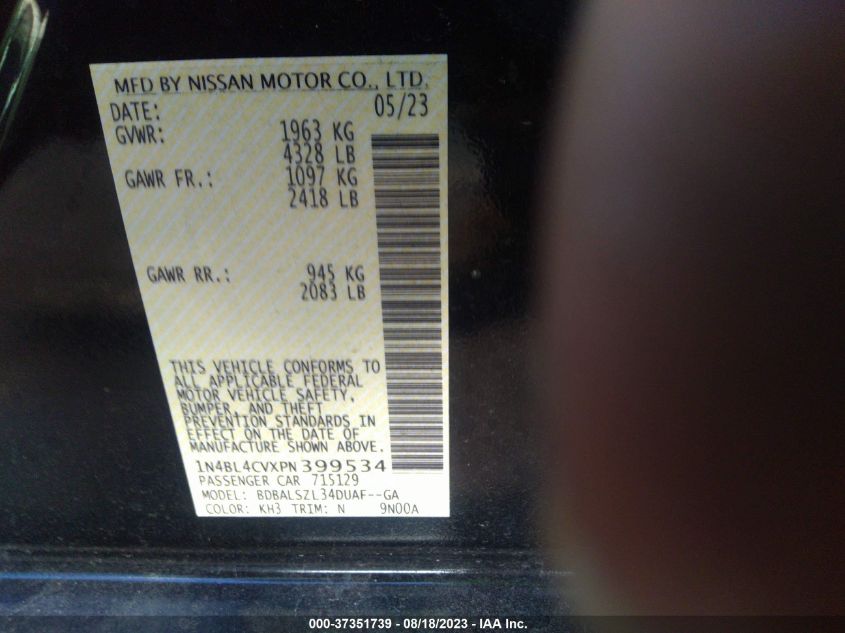 MFD BY NISSAN MOTOR CO., LTD.
DATE: 05/23
GVWR: 1963 KG
4328 LB
GAWR FR.: 1097 KG
2418 LB
GAWR RR.: 945 KG
2083 LB
THIS VEHICLE CONFORMS TO
ALL APPLICABLE FEDERAL
MOTOR VEHICLE SAFETY,
BUMPER, AND THEFT
PREVENTION STANDARDS IN
EFFECT ON THE DATE OF
MANUFACTURE SHOWN ABOVE.
1N4BL4CVXPN399534
PASSENGER CAR 715129
MODEL: BDBALSZL34DUAF--GA
COLOR: KH3 TRIM: N 9N00A
000-37351739 - 08/18/2023 - IAA Inc.